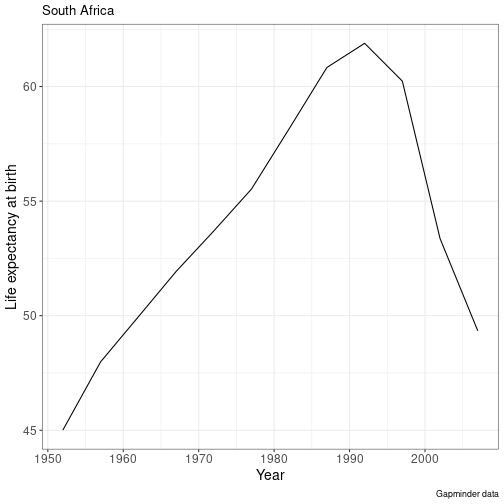 South Africa
60
55
50
45
Life expectancy at birth
1950 1960 1970 1980 1990 2000
Year
Gapminder data